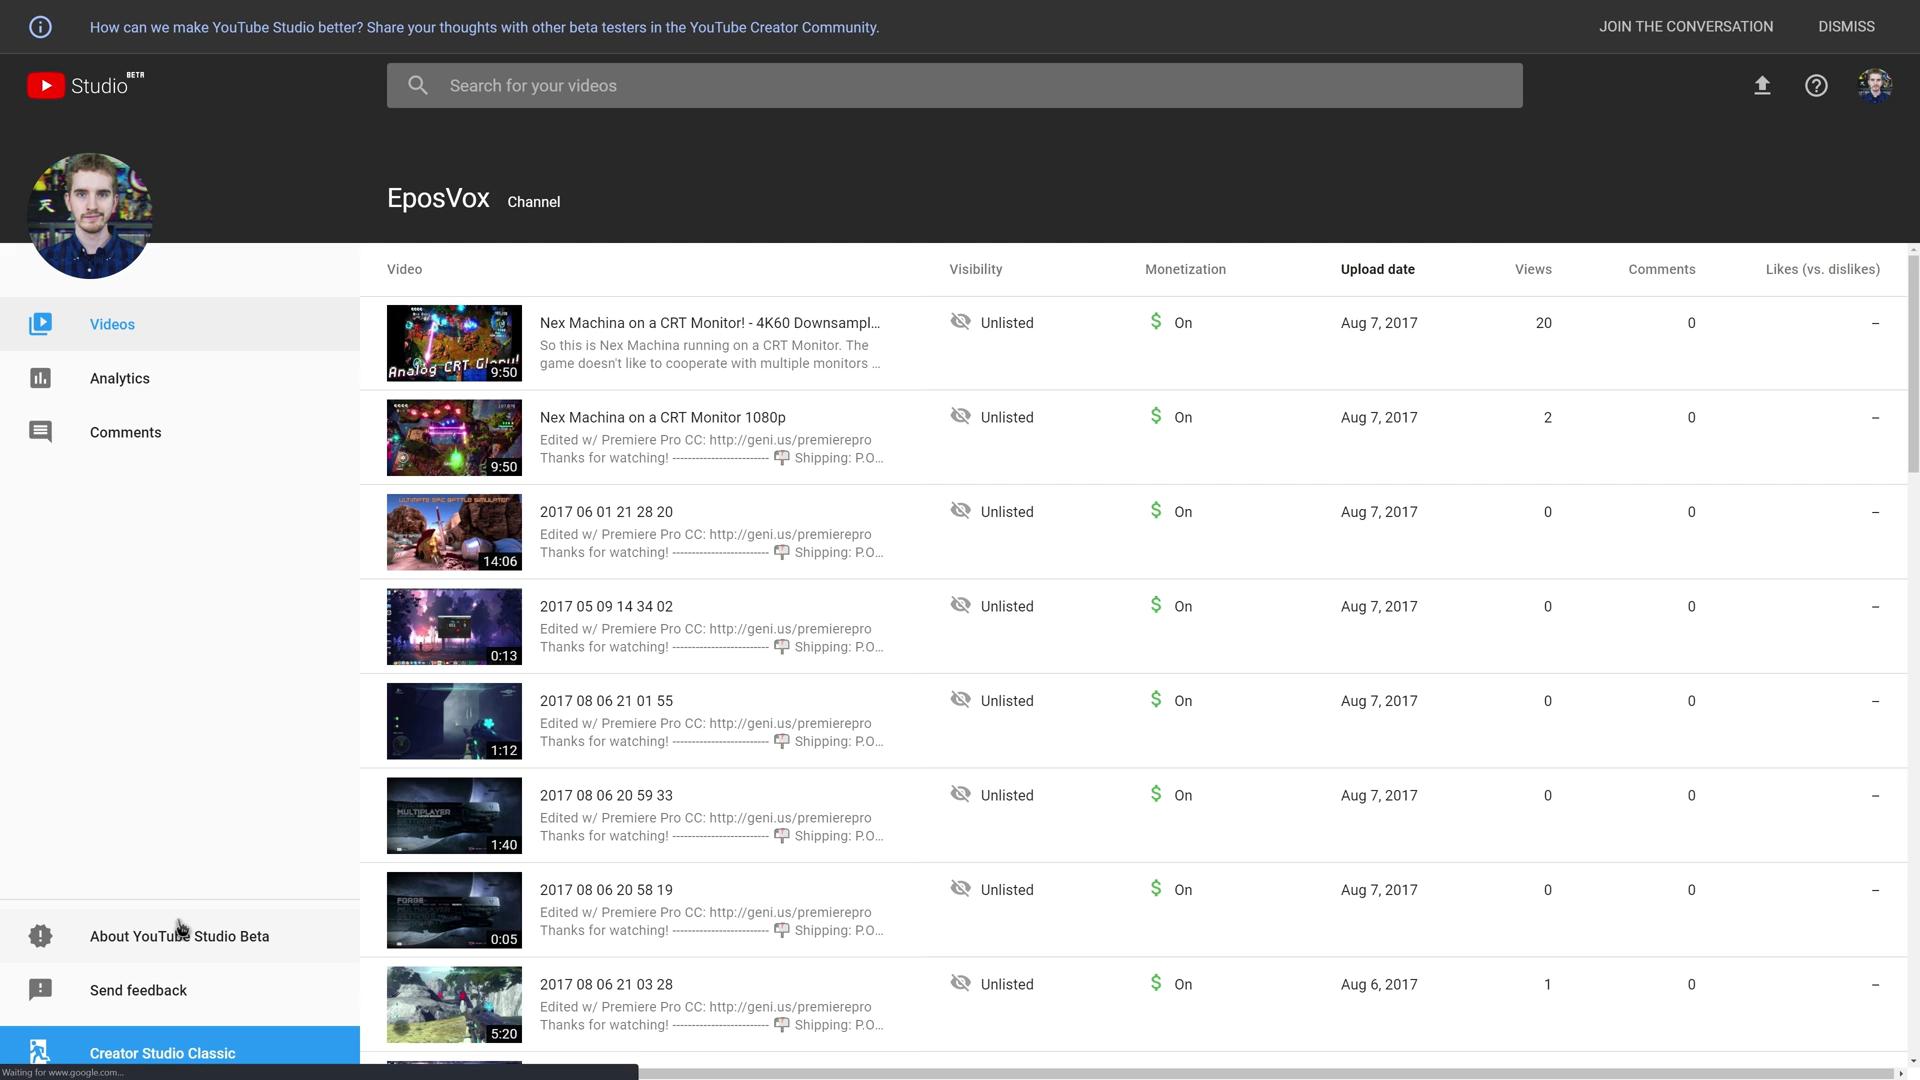 How can we make YouTube Studio better? Share your thoughts with other beta testers in the YouTube Creator Community.
JOIN THE CONVERSATION
DISMISS
Studio BETA
Search for your videos
EposVox Channel
Videos
Analytics
Comments
About YouTube Studio Beta
Send feedback
Creator Studio Classic
Waiting for www.google.com...
Video Visibility Monetization Upload date Views Comments Likes (vs. dislikes)
Analog CRT Glory!
9:50
Nex Machina on a CRT Monitor! - 4K60 Downsampl... Unlisted $ On Aug 7, 2017 20 0 –
So this is Nex Machina running on a CRT Monitor. The
game doesn't like to cooperate with multiple monitors ...
9:50
Nex Machina on a CRT Monitor 1080p Unlisted $ On Aug 7, 2017 2 0 –
Edited w/ Premiere Pro CC: http://geni.us/premierepro
Thanks for watching! ------------------------- 📪 Shipping: P.O...
ULTIMATE EPIC BATTLE SIMULATOR
14:06
2017 06 01 21 28 20 Unlisted $ On Aug 7, 2017 0 0 –
Edited w/ Premiere Pro CC: http://geni.us/premierepro
Thanks for watching! ------------------------- 📪 Shipping: P.O...
0:13
2017 05 09 14 34 02 Unlisted $ On Aug 7, 2017 0 0 –
Edited w/ Premiere Pro CC: http://geni.us/premierepro
Thanks for watching! ------------------------- 📪 Shipping: P.O...
1:12
2017 08 06 21 01 55 Unlisted $ On Aug 7, 2017 0 0 –
Edited w/ Premiere Pro CC: http://geni.us/premierepro
Thanks for watching! ------------------------- 📪 Shipping: P.O...
MULTIPLAYER
1:40
2017 08 06 20 59 33 Unlisted $ On Aug 7, 2017 0 0 –
Edited w/ Premiere Pro CC: http://geni.us/premierepro
Thanks for watching! ------------------------- 📪 Shipping: P.O...
FORGE
0:05
2017 08 06 20 58 19 Unlisted $ On Aug 7, 2017 0 0 –
Edited w/ Premiere Pro CC: http://geni.us/premierepro
Thanks for watching! ------------------------- 📪 Shipping: P.O...
5:20
2017 08 06 21 03 28 Unlisted $ On Aug 6, 2017 1 0 –
Edited w/ Premiere Pro CC: http://geni.us/premierepro
Thanks for watching! ------------------------- 📪 Shipping: P.O...